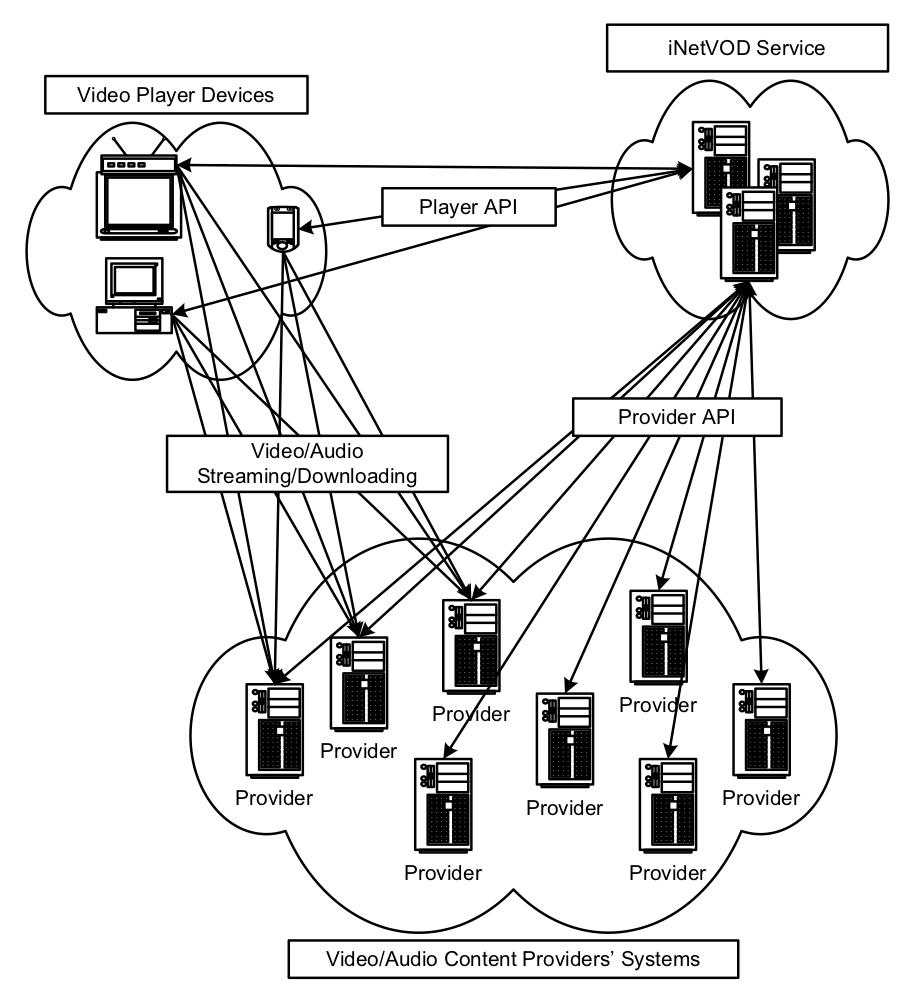 iNetVOD Service
Video Player Devices
Player API
Provider API
Video/Audio
Streaming/Downloading
Provider
Provider
Provider
Provider
Provider
Provider
Provider
Provider
Video/Audio Content Providers' Systems